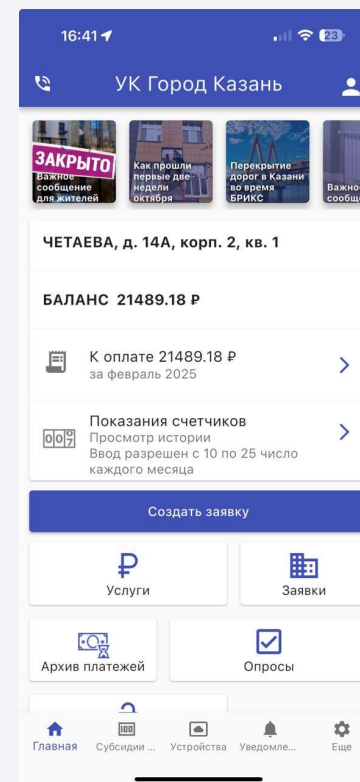 16:41
23
УК Город Казань
ЗАКРЫТО
Важное
сообщение
для жителей
Как прошли
первые две
недели
октября
Перекрытие
дорог в Казани
во время
БРИКС
Важно
сообщ
ЧЕТАЕВА, д. 14А, корп. 2, кв. 1
БАЛАНС 21489.18 ₽
К оплате 21489.18 ₽
за февраль 2025
Показания счетчиков
Просмотр истории
Ввод разрешен с 10 по 25 число
каждого месяца
Создать заявку
Услуги
Заявки
Архив платежей
Опросы
Главная
Субсидии ...
Устройства
Уведомле...
Еще